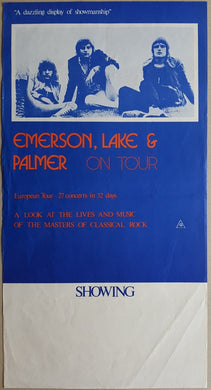 "A dazzling display of showmanship"
EMERSON, LAKE &
PALMER ON TOUR
European Tour - 23 concerts in 32 days
A LOOK AT THE LIVES AND MUSIC
OF THE MASTERS OF CLASSICAL ROCK
SHOWING